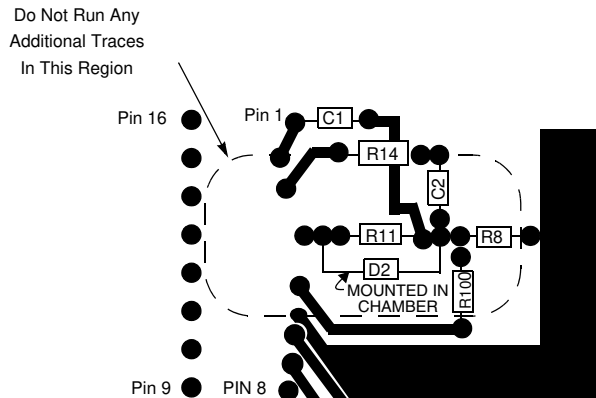 Do Not Run Any
Additional Traces
In This Region
Pin 16
Pin 1
C1
R14
C2
R11
R8
D2
MOUNTED IN
CHAMBER
R100
Pin 9
PIN 8